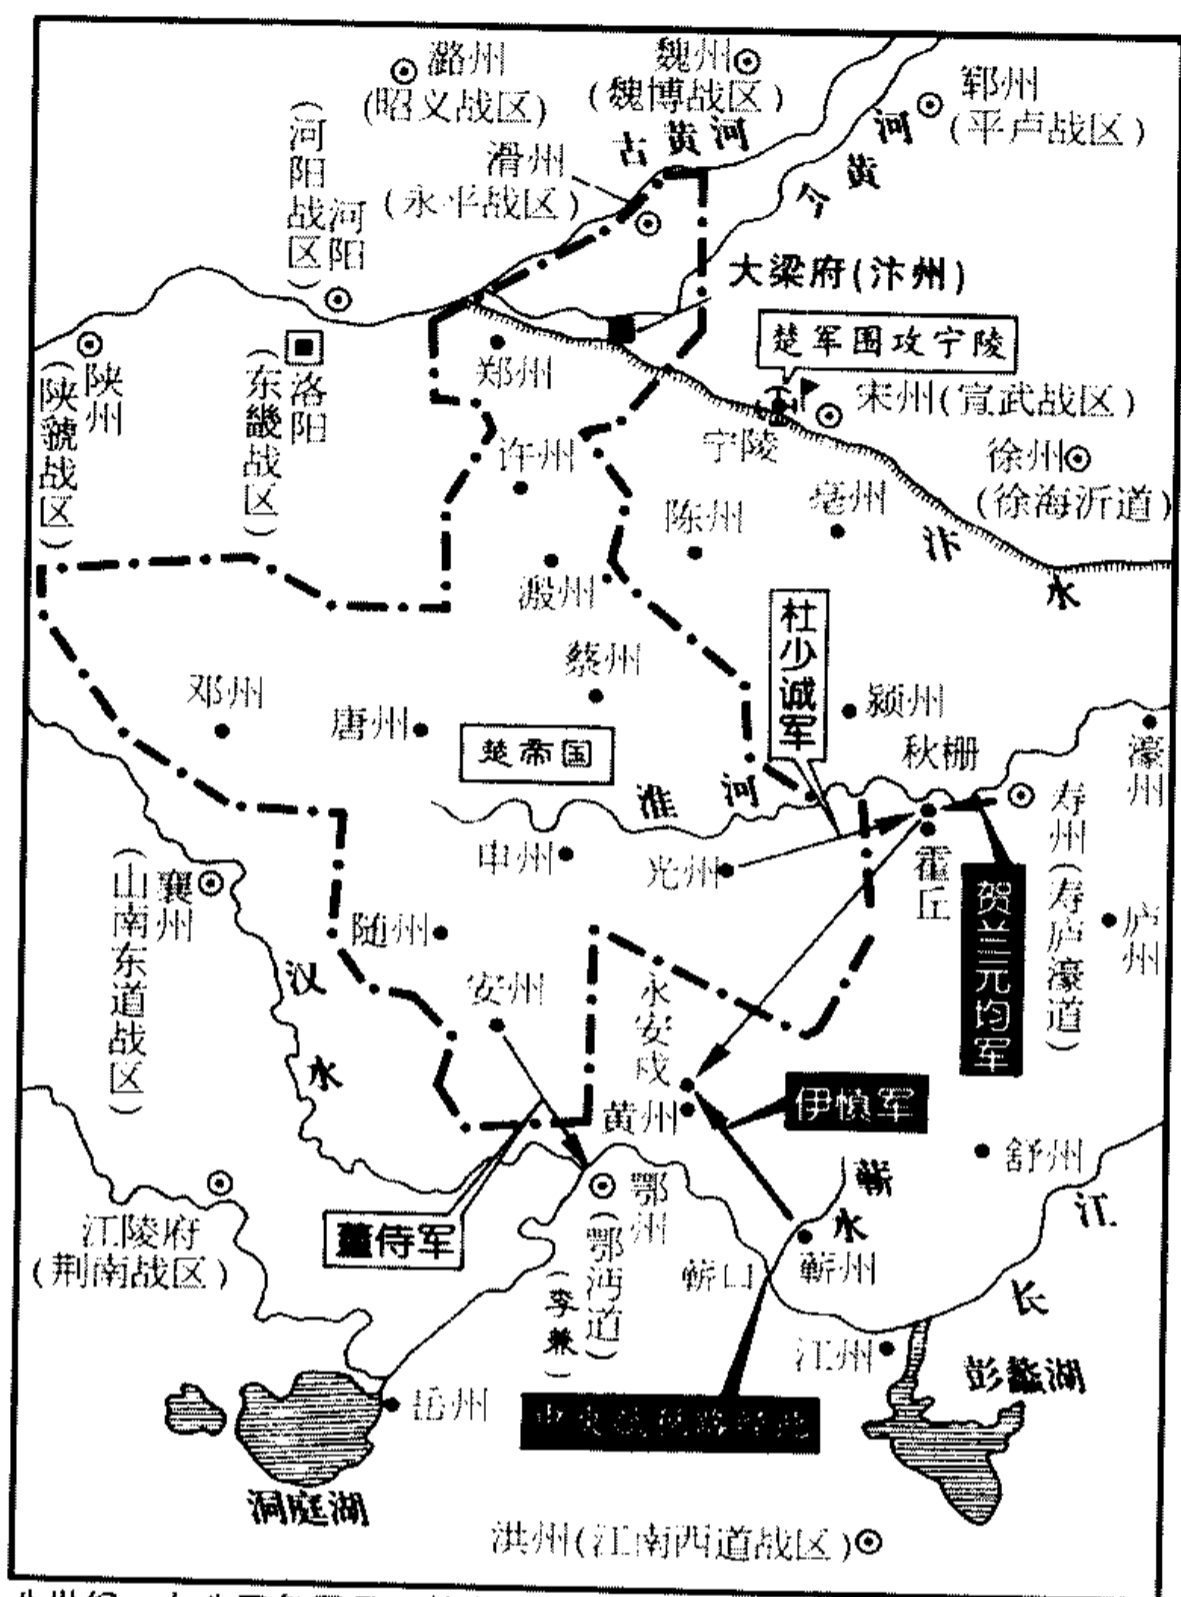 潞州
(昭义战区)
魏州
(魏博战区)
郓州
(平卢战区)
古黄河
今黄河
滑州
(永平战区)
河阳
(河阳战区)
大梁府(汴州)
楚军围攻宁陵
陕州
(陕虢战区)
洛阳
(东畿战区)
郑州
宁陵
宋州(宣武战区)
许州
徐州
(徐海沂道)
陈州
亳州
汴水
溵州
蔡州
杜少诚军
邓州
唐州
楚帝国
颍州
秋栅
濠州
淮河
寿州(寿庐濠道)
申州
光州
霍丘
襄州
(山南东道战区)
贺兰元均军
庐州
随州
汉水
安州
永安戍
黄州
伊慎军
舒州
江陵府
(荆南战区)
董侍军
鄂州
(鄂沔道)
(李兼)
蕲水
蕲口
蕲州
长江
江州
彭蠡湖
岳州
洞庭湖
洪州(江南西道战区)